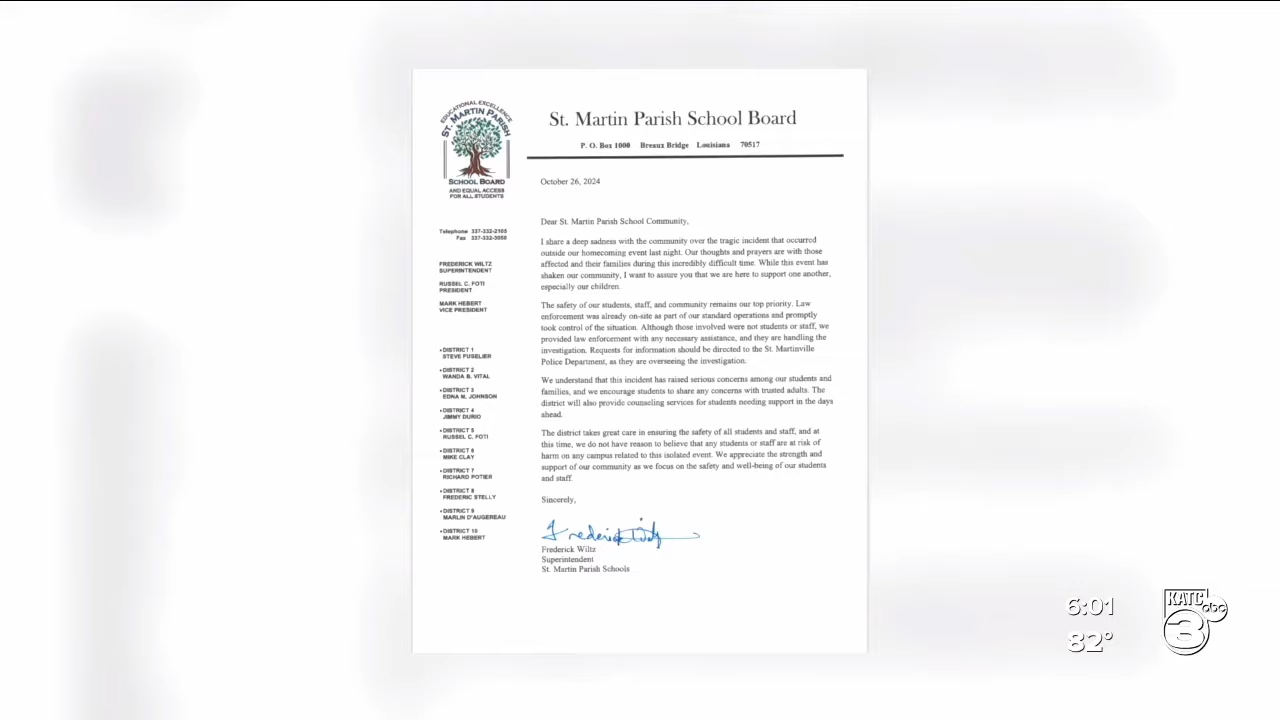 EDUCATIONAL EXCELLENCE
ST. MARTIN PARISH
SCHOOL BOARD
AND EQUAL ACCESS
FOR ALL STUDENTS
St. Martin Parish School Board
P. O. Box 1000 Breaux Bridge Louisiana 70517
Telephone 337-332-2105
Fax 337-332-3050
FREDERICK WILTZ
SUPERINTENDENT
RUSSEL C. FOTI
PRESIDENT
MARK HEBERT
VICE PRESIDENT
•DISTRICT 1
STEVE FUSELIER
•DISTRICT 2
WANDA B. VITAL
•DISTRICT 3
EDNA M. JOHNSON
•DISTRICT 4
JIMMY DURIO
•DISTRICT 5
RUSSEL C. FOTI
•DISTRICT 6
MIKE CLAY
•DISTRICT 7
RICHARD POTIER
•DISTRICT 8
FREDERIC STELLY
•DISTRICT 9
MARLIN D'AUGEREAU
•DISTRICT 10
MARK HEBERT
October 26, 2024
Dear St. Martin Parish School Community,
I share a deep sadness with the community over the tragic incident that occurred
outside our homecoming event last night. Our thoughts and prayers are with those
affected and their families during this incredibly difficult time. While this event has
shaken our community, I want to assure you that we are here to support one another,
especially our children.
The safety of our students, staff, and community remains our top priority. Law
enforcement was already on-site as part of our standard operations and promptly
took control of the situation. Although those involved were not students or staff, we
provided law enforcement with any necessary assistance, and they are handling the
investigation. Requests for information should be directed to the St. Martinville
Police Department, as they are overseeing the investigation.
We understand that this incident has raised serious concerns among our students and
families, and we encourage students to share any concerns with trusted adults. The
district will also provide counseling services for students needing support in the days
ahead.
The district takes great care in ensuring the safety of all students and staff, and at
this time, we do not have reason to believe that any students or staff are at risk of
harm on any campus related to this isolated event. We appreciate the strength and
support of our community as we focus on the safety and well-being of our students
and staff.
Sincerely,
Frederick Wiltz
Frederick Wiltz
Superintendent
St. Martin Parish Schools
6:01
82°
KATC
abc
3